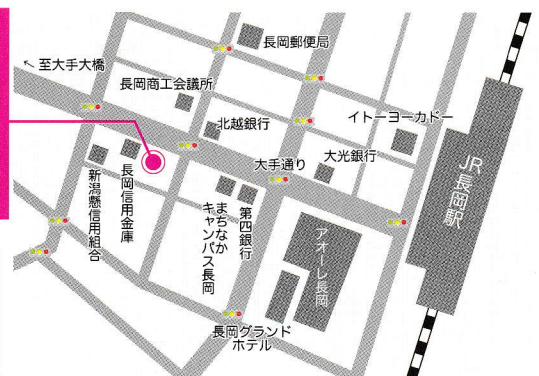 長岡郵便局
↖ 至大手大橋
長岡商工会議所
北越銀行
イトーヨーカドー
大手通り
大光銀行
JR
長岡駅
新潟縣信用組合
長岡信用金庫
まちなか
キャンパス長岡
第四銀行
アオーレ長岡
長岡グランド
ホテル